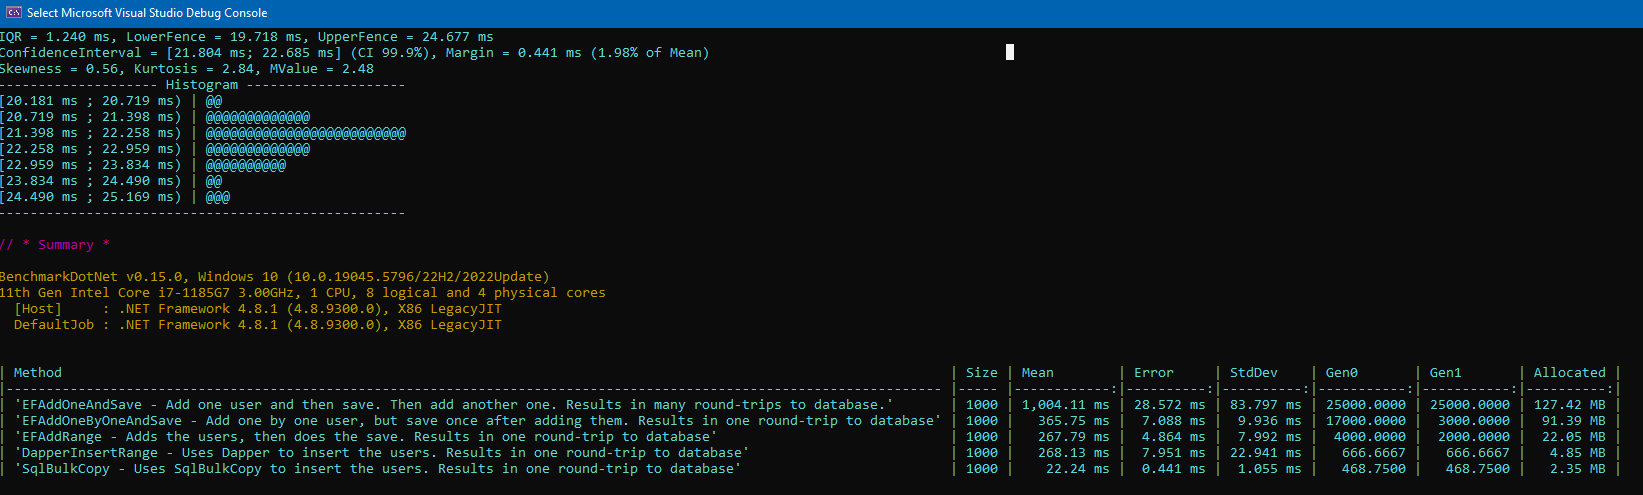 Select Microsoft Visual Studio Debug Console
IQR = 1.240 ms, LowerFence = 19.718 ms, UpperFence = 24.677 ms
ConfidenceInterval = [21.804 ms; 22.685 ms] (CI 99.9%), Margin = 0.441 ms (1.98% of Mean)
Skewness = 0.56, Kurtosis = 2.84, MValue = 2.48
-------------------- Histogram --------------------
[20.181 ms ; 20.719 ms) | @@
[20.719 ms ; 21.398 ms) | @@@@@@@@@@@@@
[21.398 ms ; 22.258 ms) | @@@@@@@@@@@@@@@@@@@@@@@@@
[22.258 ms ; 22.959 ms) | @@@@@@@@@@@@@
[22.959 ms ; 23.834 ms) | @@@@@@@@@@
[23.834 ms ; 24.490 ms) | @@
[24.490 ms ; 25.169 ms) | @@@
---------------------------------------------------
// * Summary *
BenchmarkDotNet v0.15.0, Windows 10 (10.0.19045.5796/22H2/2022Update)
11th Gen Intel Core i7-1185G7 3.00GHz, 1 CPU, 8 logical and 4 physical cores
[Host]     : .NET Framework 4.8.1 (4.8.9300.0), X86 LegacyJIT
DefaultJob : .NET Framework 4.8.1 (4.8.9300.0), X86 LegacyJIT
| Method | Size | Mean | Error | StdDev | Gen0 | Gen1 | Allocated |
|--- |----- |-----------:|----------:|----------:|-----------:|-----------:|----------:|
| 'EFAddOneAndSave - Add one user and then save. Then add another one. Results in many round-trips to database.' | 1000 | 1,004.11 ms | 28.572 ms | 83.797 ms | 25000.0000 | 25000.0000 | 127.42 MB |
| 'EFAddOneByOneAndSave - Add one by one user, but save once after adding them. Results in one round-trip to database' | 1000 | 365.75 ms | 7.088 ms | 9.936 ms | 17000.0000 | 3000.0000 | 91.39 MB |
| 'EFAddRange - Adds the users, then does the save. Results in one round-trip to database' | 1000 | 267.79 ms | 4.864 ms | 7.992 ms | 4000.0000 | 2000.0000 | 22.05 MB |
| 'DapperInsertRange - Uses Dapper to insert the users. Results in one round-trip to database' | 1000 | 268.13 ms | 7.951 ms | 22.941 ms | 666.6667 | 666.6667 | 4.85 MB |
| 'SqlBulkCopy - Uses SqlBulkCopy to insert the users. Results in one round-trip to database' | 1000 | 22.24 ms | 0.441 ms | 1.055 ms | 468.7500 | 468.7500 | 2.35 MB |